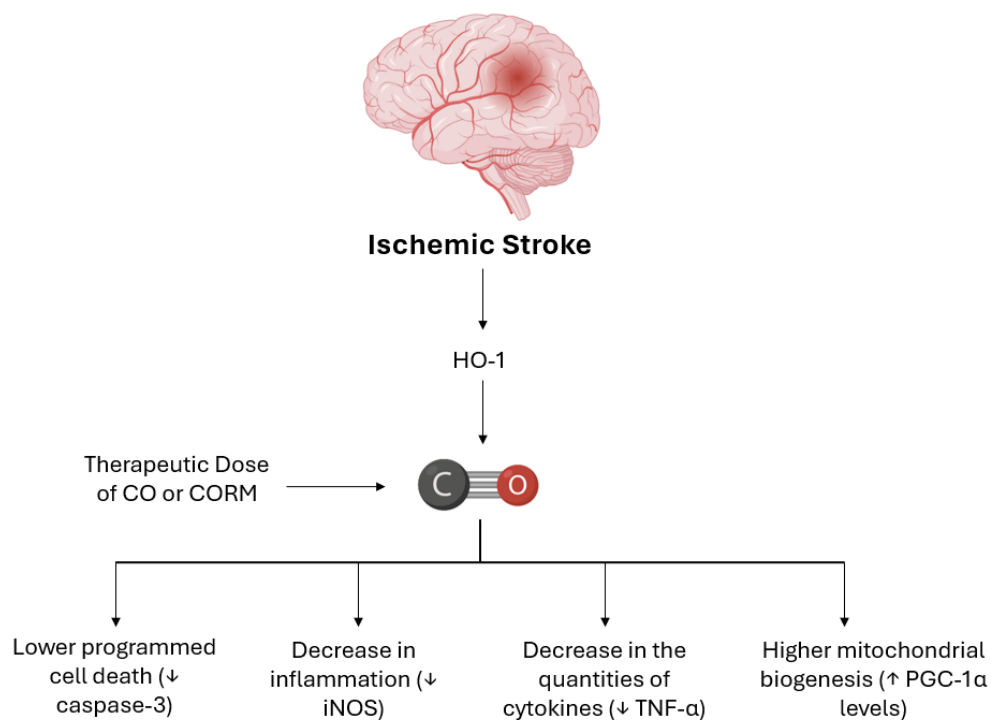 Ischemic Stroke
HO-1
Therapeutic Dose
of CO or CORM
C O
Lower programmed
cell death (↓
caspase-3)
Decrease in
inflammation (↓
iNOS)
Decrease in the
quantities of
cytokines (↓ TNF-α)
Higher mitochondrial
biogenesis (↑ PGC-1α
levels)